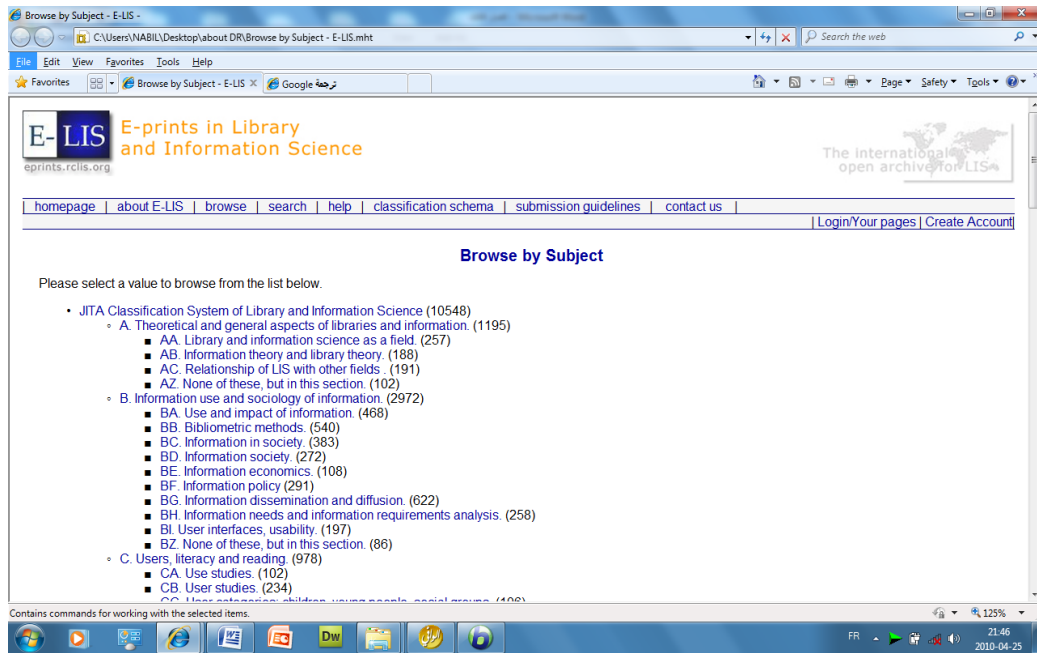 Browse by Subject - E-LIS -
C:\Users\NABIL\Desktop\about DR\Browse by Subject - E-LIS.mht
Search the web
File Edit View Favorites Tools Help
Favorites
Browse by Subject - E-LIS
ترجمة Google
Page Safety Tools
E-LIS
E-prints in Library
and Information Science
eprints.rclis.org
The international
open archive for LIS
| homepage | about E-LIS | browse | search | help | classification schema | submission guidelines | contact us |
| Login/Your pages | Create Account|
Browse by Subject
Please select a value to browse from the list below.
• JITA Classification System of Library and Information Science (10548)
◦ A. Theoretical and general aspects of libraries and information. (1195)
■ AA. Library and information science as a field. (257)
■ AB. Information theory and library theory. (188)
■ AC. Relationship of LIS with other fields . (191)
■ AZ. None of these, but in this section. (102)
◦ B. Information use and sociology of information. (2972)
■ BA. Use and impact of information. (468)
■ BB. Bibliometric methods. (540)
■ BC. Information in society. (383)
■ BD. Information society. (272)
■ BE. Information economics. (108)
■ BF. Information policy (291)
■ BG. Information dissemination and diffusion. (622)
■ BH. Information needs and information requirements analysis. (258)
■ BI. User interfaces, usability. (197)
■ BZ. None of these, but in this section. (86)
◦ C. Users, literacy and reading. (978)
■ CA. Use studies. (102)
■ CB. User studies. (234)
Contains commands for working with the selected items.
125%
Dw
FR
21:46
2010-04-25